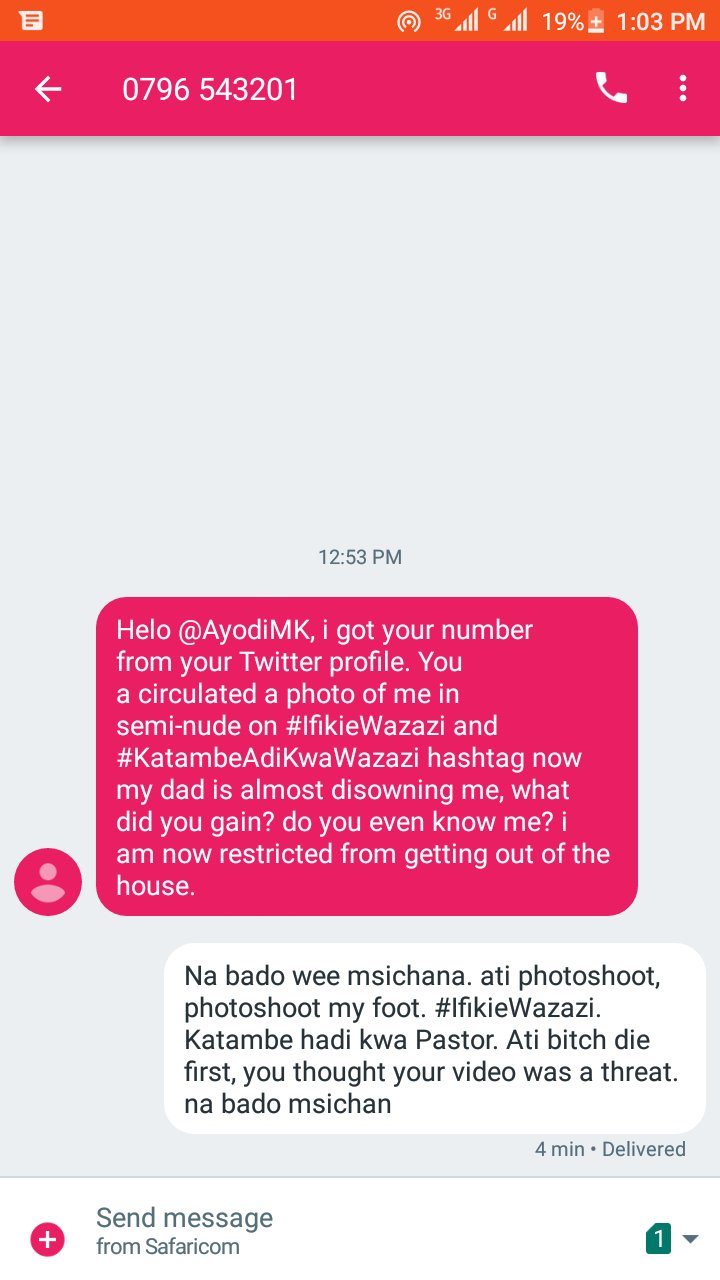 3G G 19% 1:03 PM
0796 543201
12:53 PM
Helo @AyodiMK, i got your number
from your Twitter profile. You
a circulated a photo of me in
semi-nude on #IfikieWazazi and
#KatambeAdiKwaWazazi hashtag now
my dad is almost disowning me, what
did you gain? do you even know me? i
am now restricted from getting out of the
house.
Na bado wee msichana. ati photoshoot,
photoshoot my foot. #IfikieWazazi.
Katambe hadi kwa Pastor. Ati bitch die
first, you thought your video was a threat.
na bado msichan
4 min • Delivered
Send message
from Safaricom
1